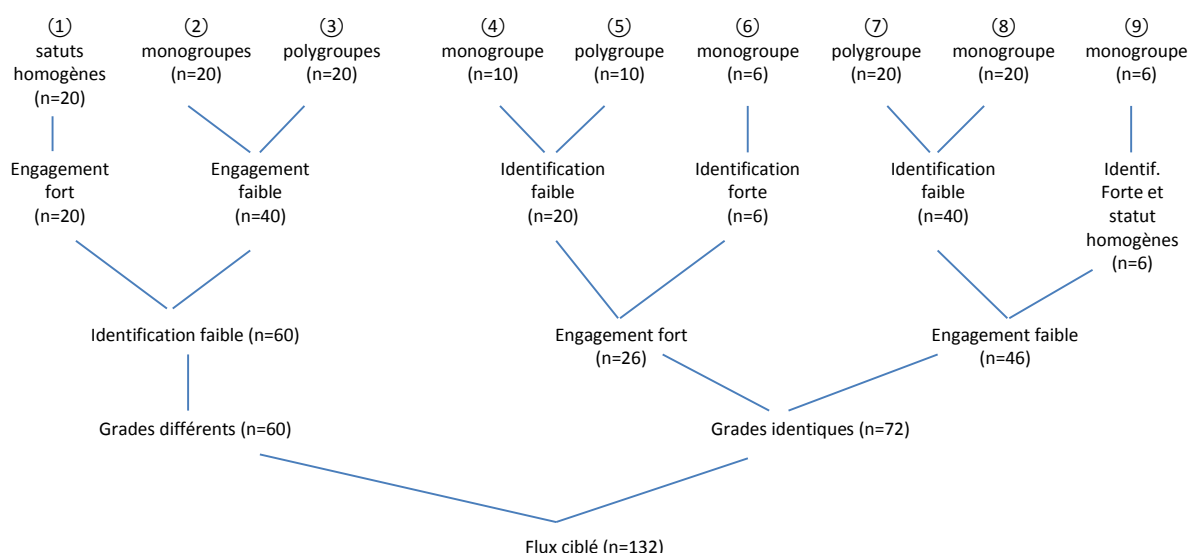 ①
satuts
homogènes
(n=20)
②
monogroupes
(n=20)
③
polygroupes
(n=20)
④
monogroupe
(n=10)
⑤
polygroupe
(n=10)
⑥
monogroupe
(n=6)
⑦
polygroupe
(n=20)
⑧
monogroupe
(n=20)
⑨
monogroupe
(n=6)
Engagement
fort
(n=20)
Engagement
faible
(n=40)
Identification
faible
(n=20)
Identification
forte
(n=6)
Identification
faible
(n=40)
Identif.
Forte et
statut
homogènes
(n=6)
Identification faible (n=60)
Engagement fort
(n=26)
Engagement faible
(n=46)
Grades différents (n=60)
Grades identiques (n=72)
Flux ciblé (n=132)